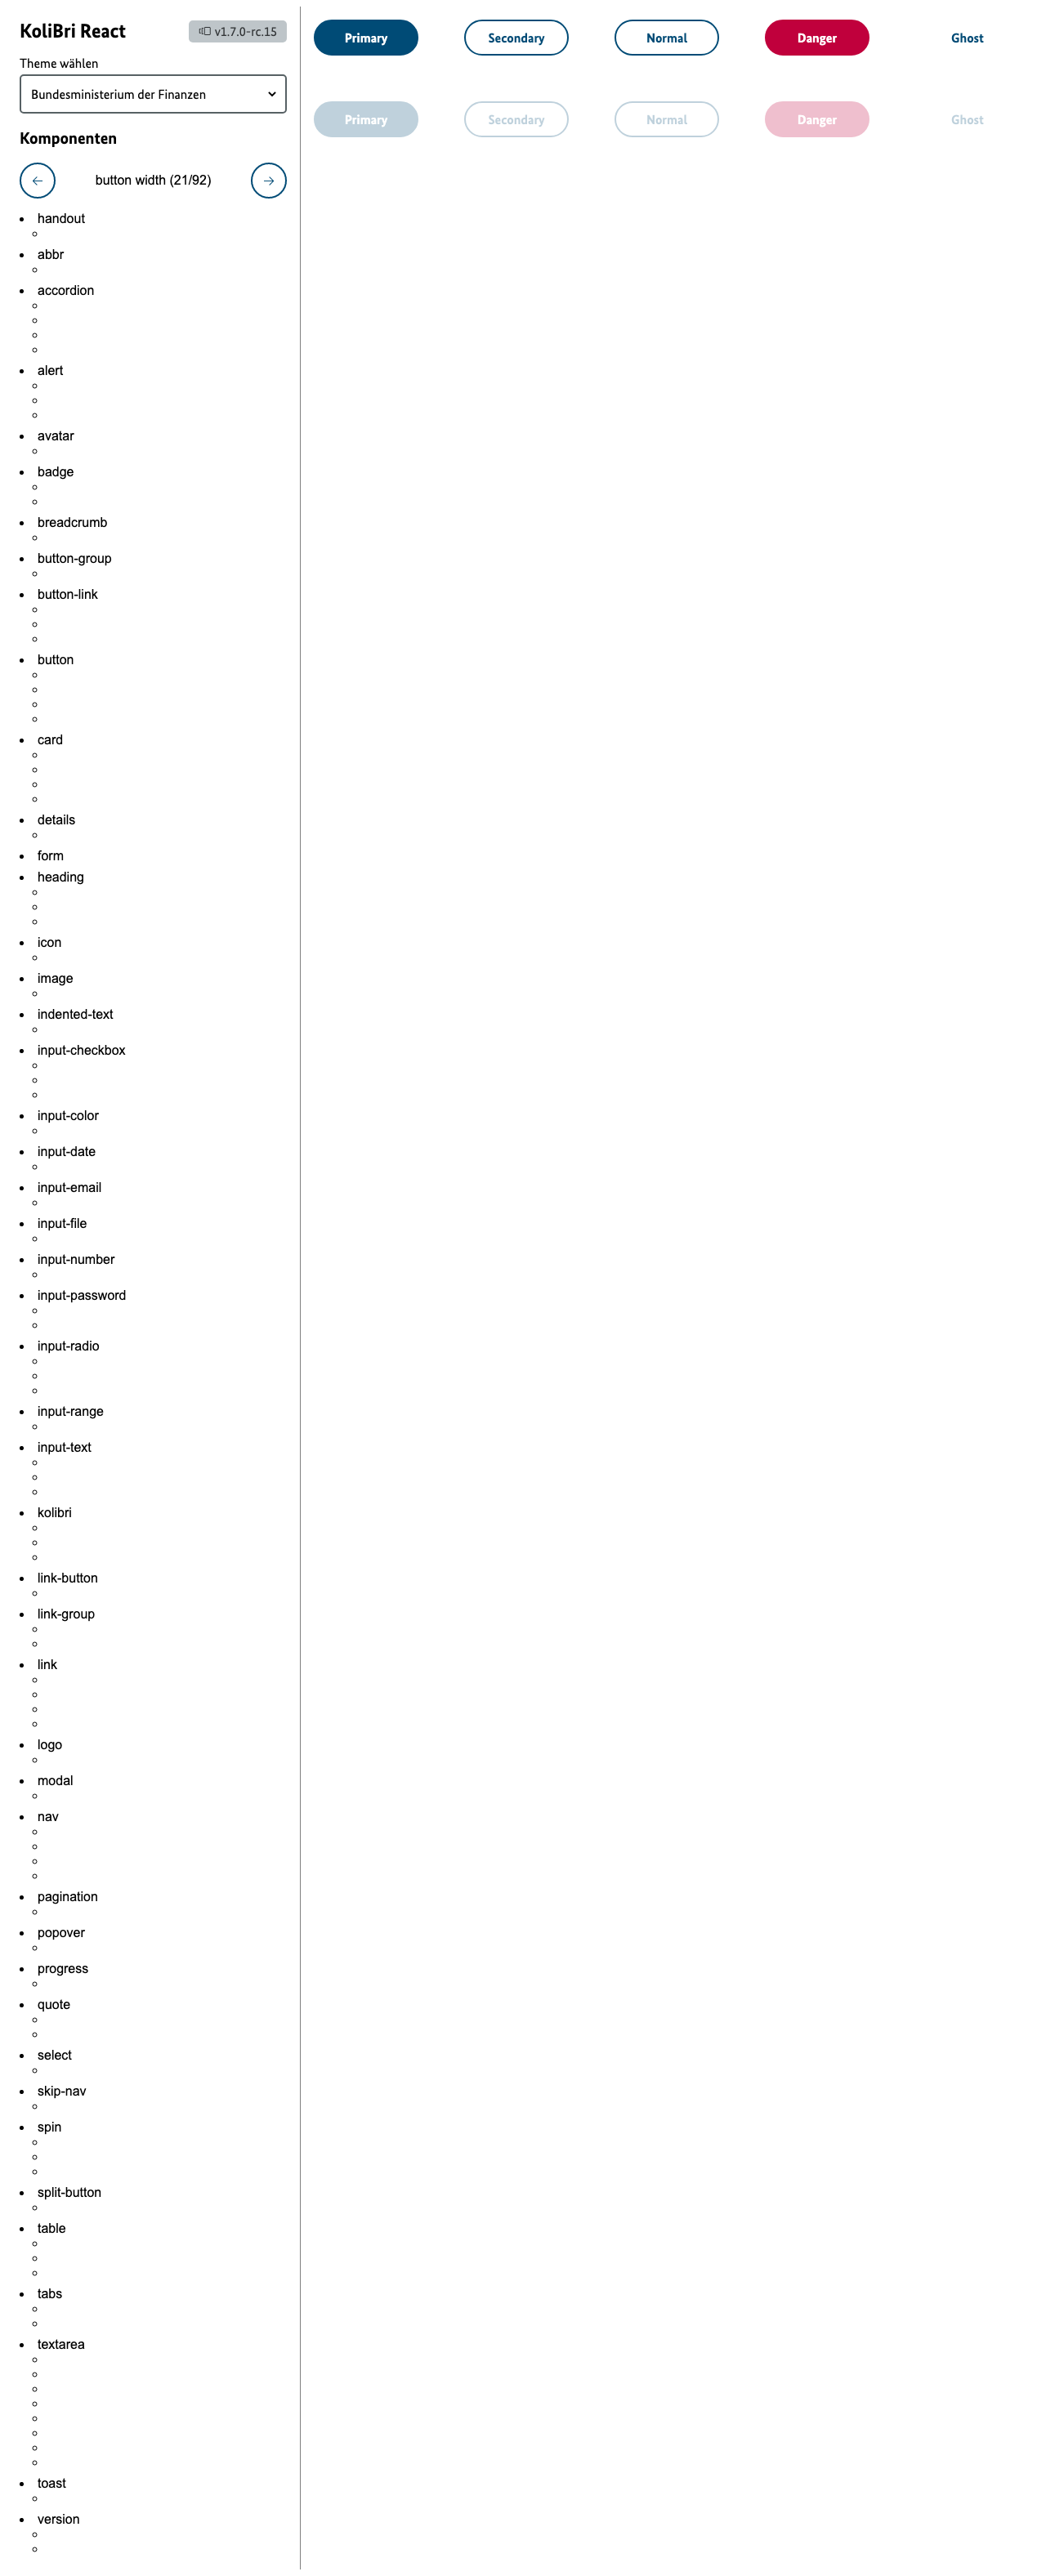 KoliBri React
v1.7.0-rc.15
Theme wählen
Bundesministerium der Finanzen
Komponenten
button width (21/92)
handout
abbr
accordion
alert
avatar
badge
breadcrumb
button-group
button-link
button
card
details
form
heading
icon
image
indented-text
input-checkbox
input-color
input-date
input-email
input-file
input-number
input-password
input-radio
input-range
input-text
kolibri
link-button
link-group
link
logo
modal
nav
pagination
popover
progress
quote
select
skip-nav
spin
split-button
table
tabs
textarea
toast
version
Primary Secondary Normal Danger Ghost
Primary Secondary Normal Danger Ghost